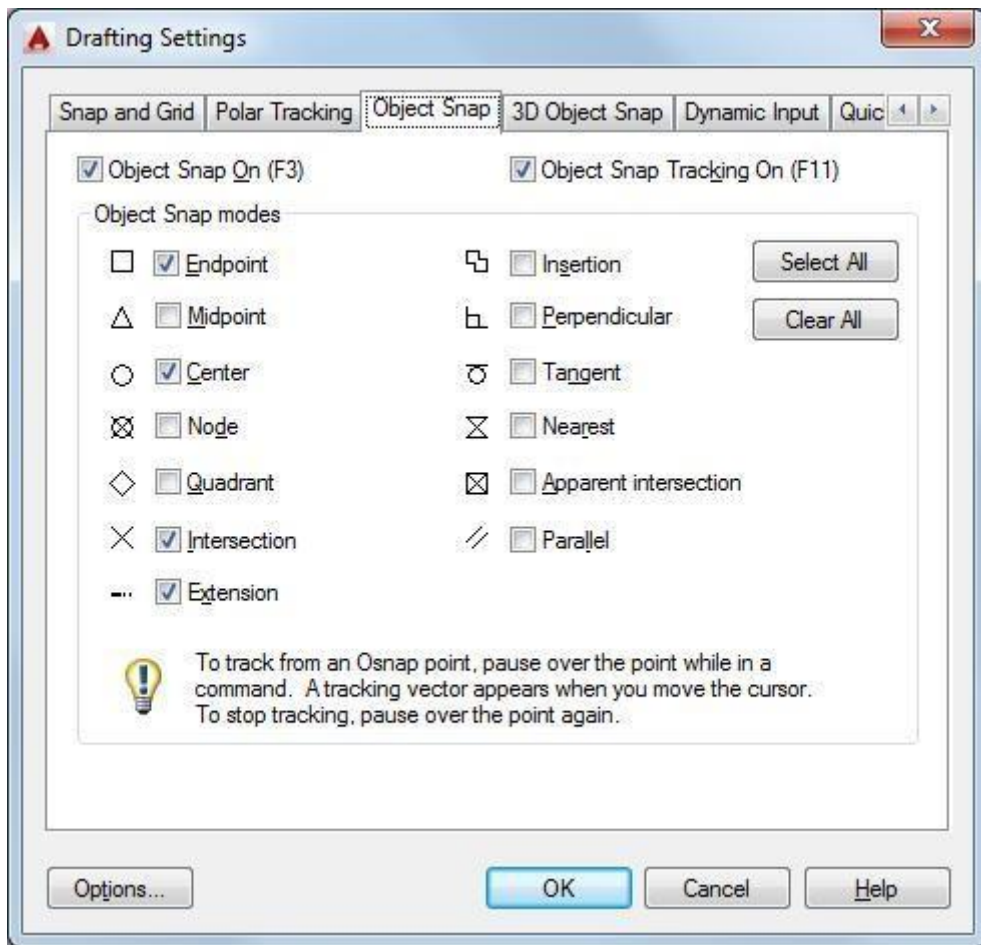 Drafting Settings
Snap and Grid Polar Tracking Object Snap 3D Object Snap Dynamic Input Quic
Object Snap On (F3) Object Snap Tracking On (F11)
Object Snap modes
Endpoint Insertion Select All
Midpoint Perpendicular Clear All
Center Tangent
Node Nearest
Quadrant Apparent intersection
Intersection Parallel
Extension
To track from an Osnap point, pause over the point while in a
command. A tracking vector appears when you move the cursor.
To stop tracking, pause over the point again.
Options... OK Cancel Help